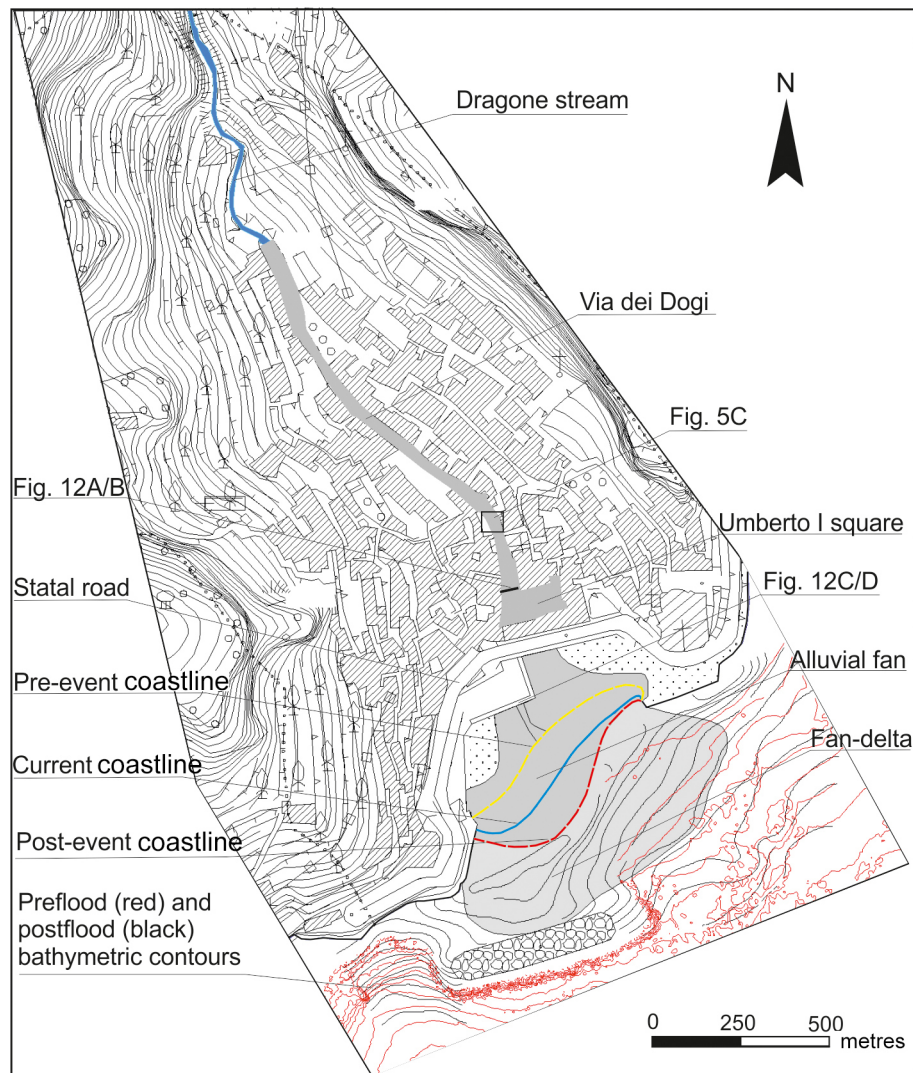 N
Dragone stream
Via dei Dogi
Fig. 5C
Fig. 12A/B
Umberto I square
Statal road
Fig. 12C/D
Pre-event coastline
Alluvial fan
Current coastline
Fan-delta
Post-event coastline
Preflood (red) and
postflood (black)
bathymetric contours
0 250 500
metres